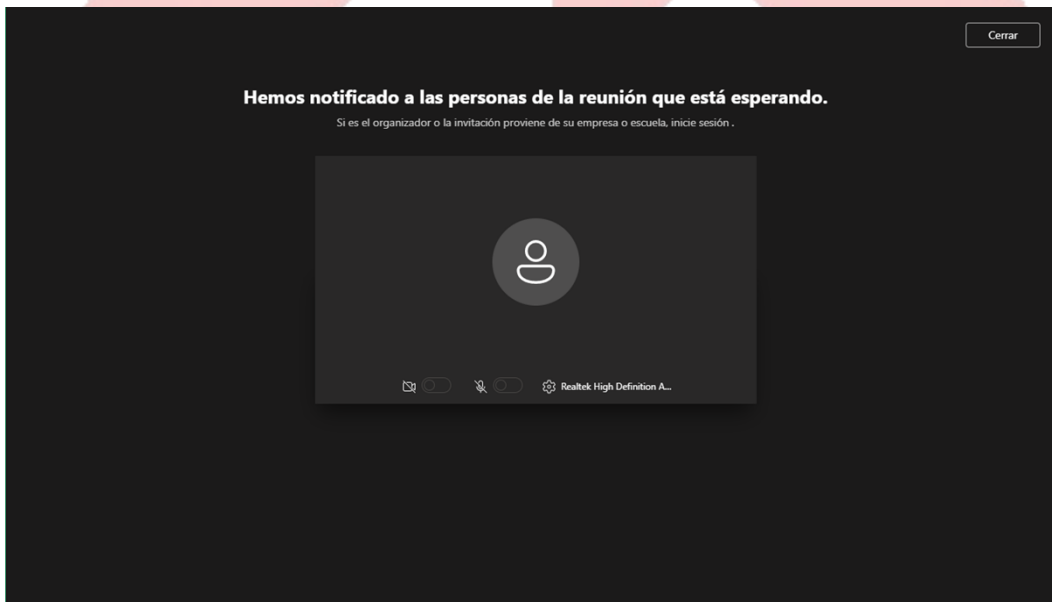 Cerrar
Hemos notificado a las personas de la reunión que está esperando.
Si es el organizador o la invitación proviene de su empresa o escuela, inicie sesión .
Realtek High Definition A...